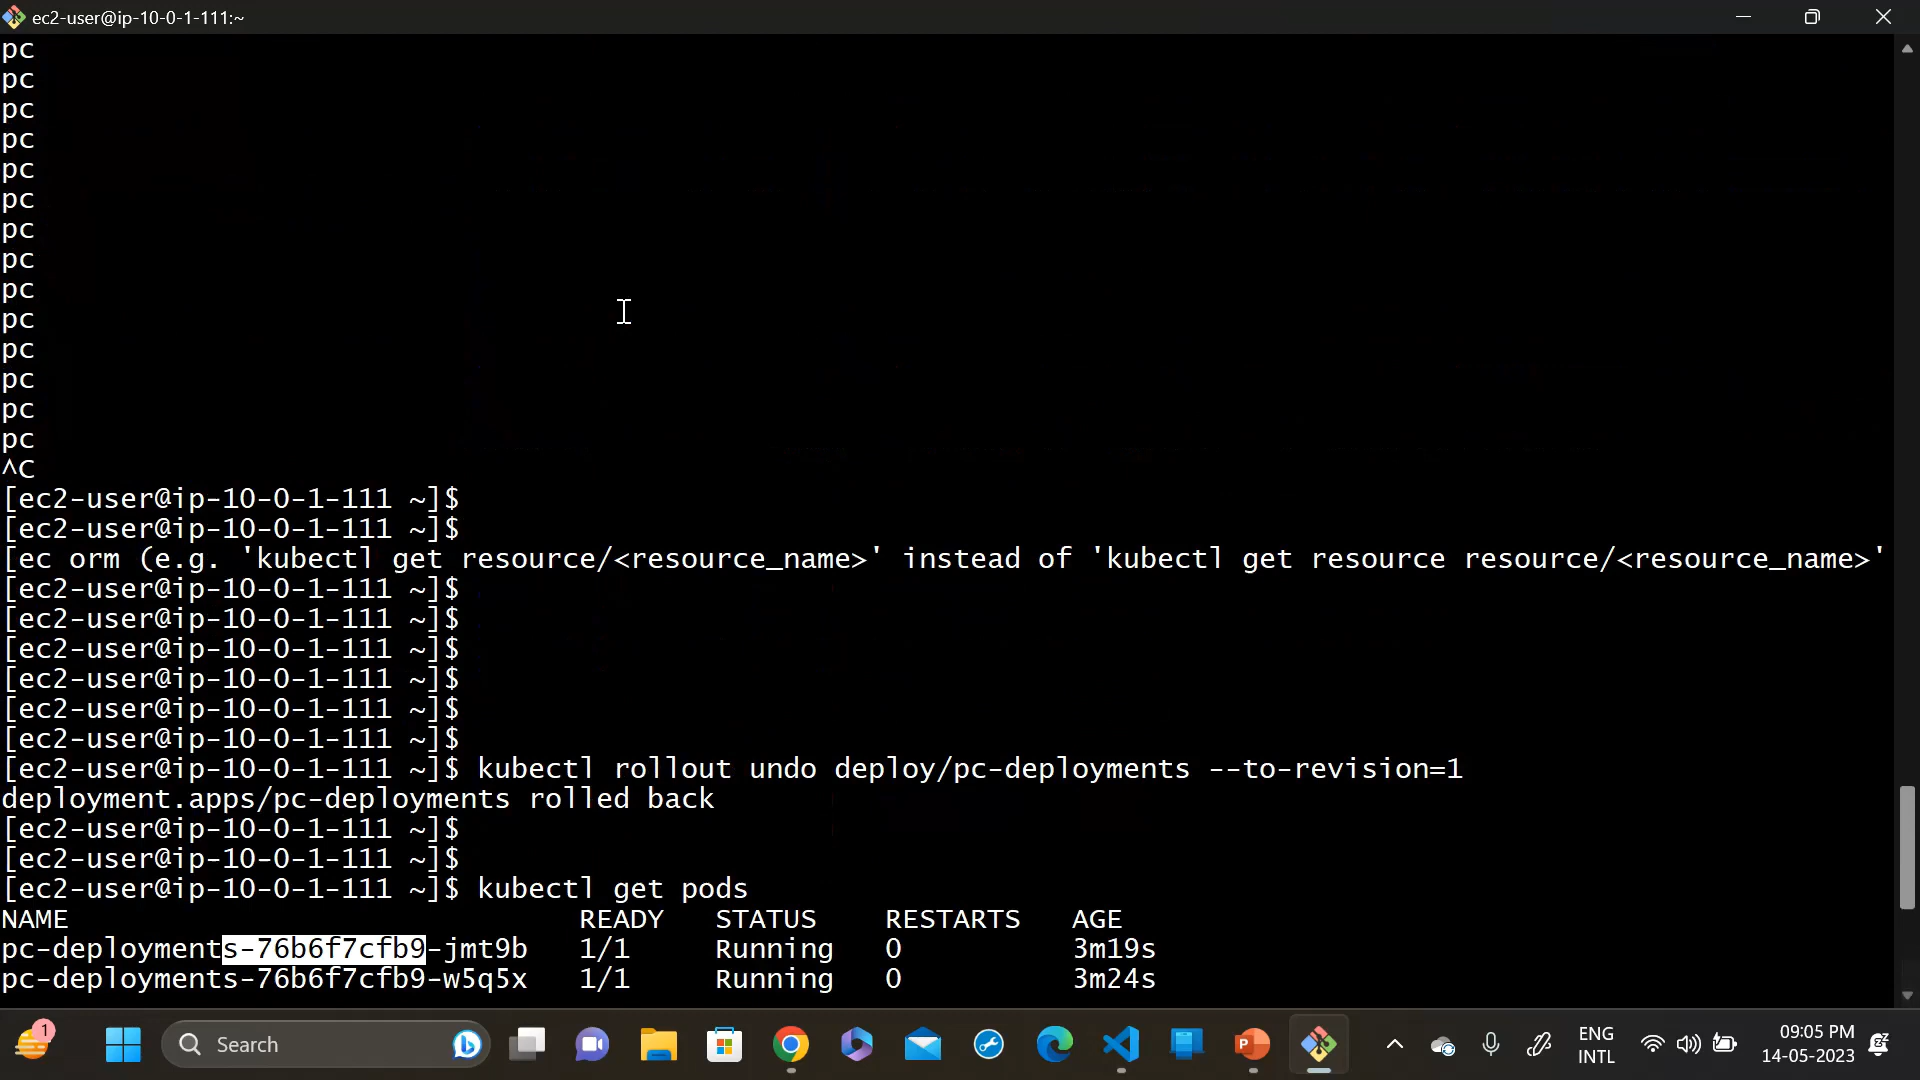 ec2-user@ip-10-0-1-111:~
pc
pc
pc
pc
pc
pc
pc
pc
pc
pc
pc
pc
pc
pc
^C
[ec2-user@ip-10-0-1-111 ~]$
[ec2-user@ip-10-0-1-111 ~]$
[ec orm (e.g. 'kubectl get resource/<resource_name>' instead of 'kubectl get resource resource/<resource_name>'
[ec2-user@ip-10-0-1-111 ~]$
[ec2-user@ip-10-0-1-111 ~]$
[ec2-user@ip-10-0-1-111 ~]$
[ec2-user@ip-10-0-1-111 ~]$
[ec2-user@ip-10-0-1-111 ~]$
[ec2-user@ip-10-0-1-111 ~]$
[ec2-user@ip-10-0-1-111 ~]$ kubectl rollout undo deploy/pc-deployments --to-revision=1
deployment.apps/pc-deployments rolled back
[ec2-user@ip-10-0-1-111 ~]$
[ec2-user@ip-10-0-1-111 ~]$
[ec2-user@ip-10-0-1-111 ~]$ kubectl get pods
NAME READY STATUS RESTARTS AGE
pc-deployments-76b6f7cfb9-jmt9b 1/1 Running 0 3m19s
pc-deployments-76b6f7cfb9-w5q5x 1/1 Running 0 3m24s
1
Search
ENG
INTL
09:05 PM
14-05-2023